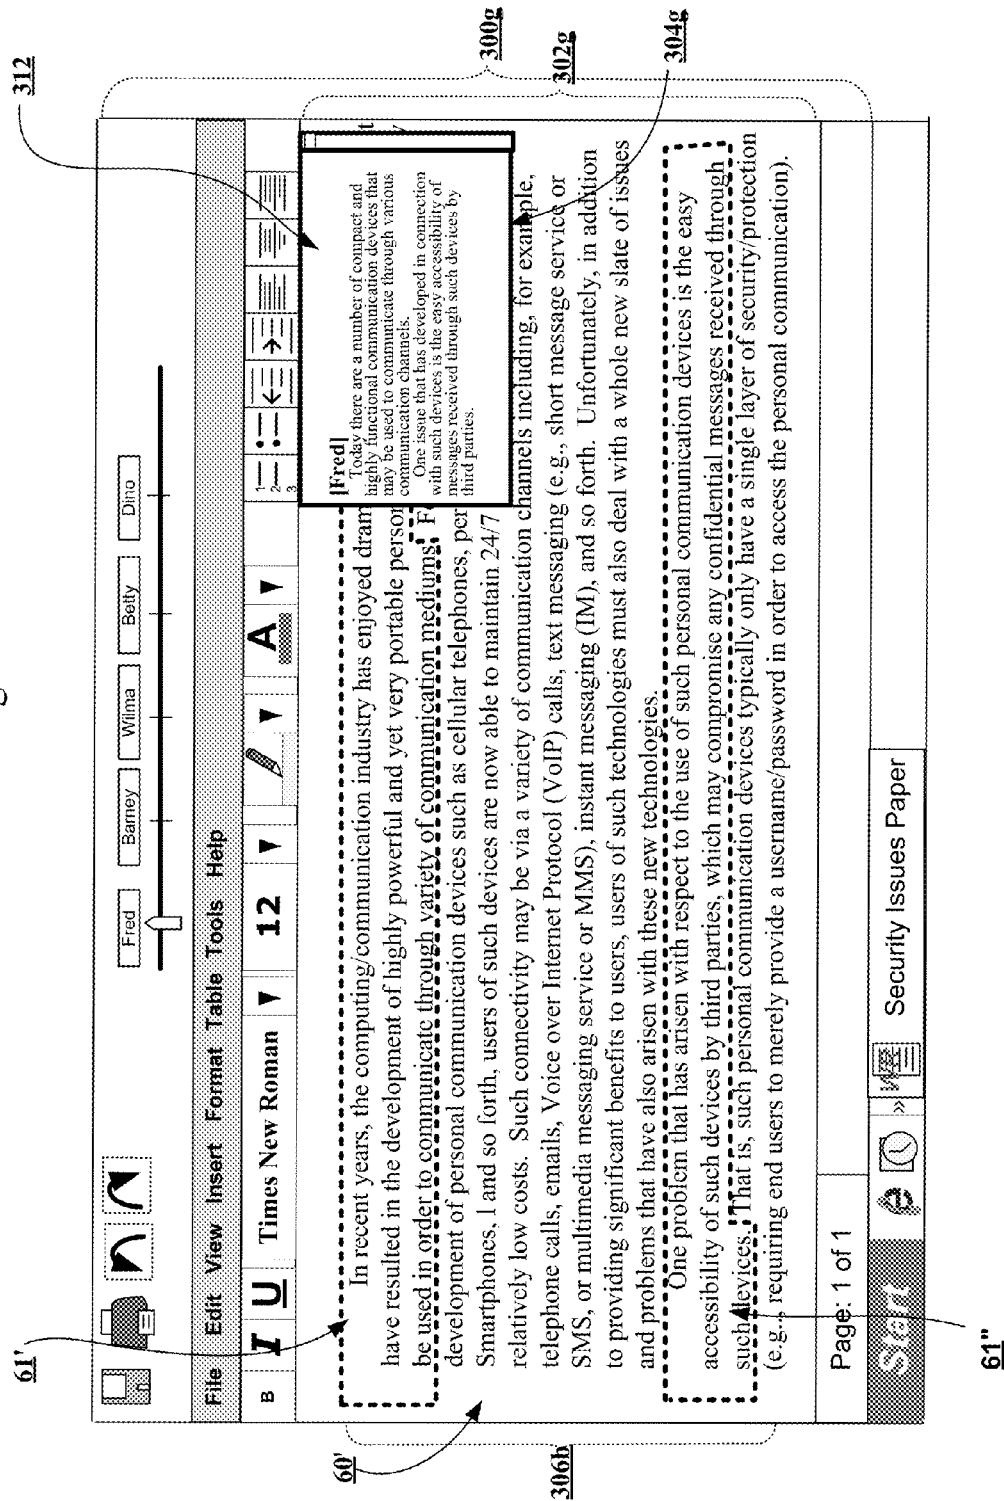 312
300g
302g
304g
61'
60'
306b
61"
Fred
Barney
Wilma
Betty
Dino
File Edit View Insert Format Table Tools Help
B I U Times New Roman 12 A
1
2
3
In recent years, the computing/communication industry has enjoyed dram
have resulted in the development of highly powerful and yet very portable person
be used in order to communicate through variety of communication mediums. F
development of personal communication devices such as cellular telephones, per
Smartphones, l and so forth, users of such devices are now able to maintain 24/7
relatively low costs. Such connectivity may be via a variety of communication channels including, for example,
telephone calls, emails, Voice over Internet Protocol (VoIP) calls, text messaging (e.g., short message service or
SMS, or multimedia messaging service or MMS), instant messaging (IM), and so forth. Unfortunately, in addition
to providing significant benefits to users, users of such technologies must also deal with a whole new slate of issues
and problems that have also arisen with these new technologies.
One problem that has arisen with respect to the use of such personal communication devices is the easy
accessibility of such devices by third parties, which may compromise any confidential messages received through
such devices. That is, such personal communication devices typically only have a single layer of security/protection
(e.g., requiring end users to merely provide a username/password in order to access the personal communication).
t
y
[Fred]
Today there are a number of compact and
highly functional communication devices that
may be used to communicate through various
communication channels.
One issue that has developed in connection
with such devices is the easy accessibility of
messages received through such devices by
third parties.
Page: 1 of 1
Start e » W Security Issues Paper